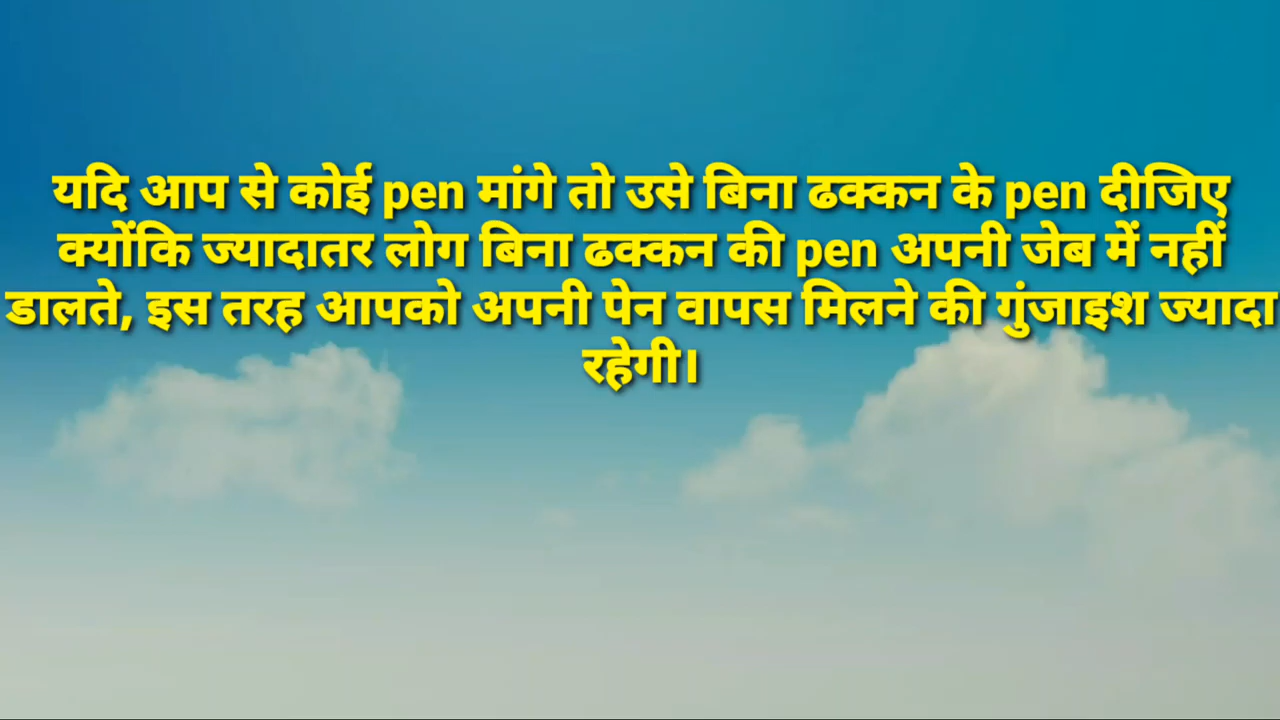 यदि आप से कोई pen मांगे तो उसे बिना ढक्कन के pen दीजिए
क्योंकि ज्यादातर लोग बिना ढक्कन की pen अपनी जेब में नहीं
डालते, इस तरह आपको अपनी पेन वापस मिलने की गुंजाइश ज्यादा
रहेगी।